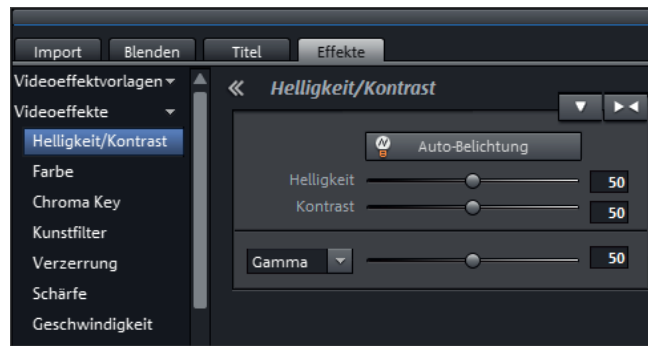 Import Blenden Titel Effekte
Videoeffektvorlagen
Videoeffekte
Helligkeit/Kontrast
Farbe
Chroma Key
Kunstfilter
Verzerrung
Schärfe
Geschwindigkeit
Helligkeit/Kontrast
Auto-Belichtung
Helligkeit 50
Kontrast 50
Gamma 50